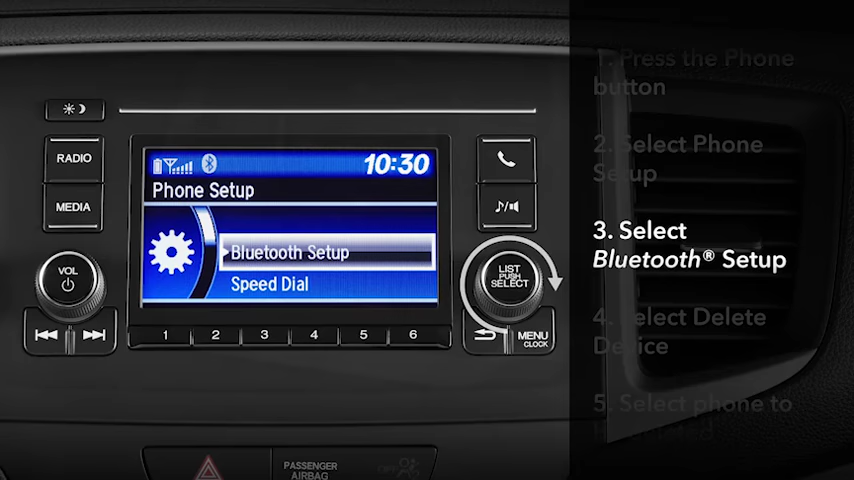 1. Press the Phone
button
2. Select Phone
Setup
3. Select
Bluetooth® Setup
4. Select Delete
Device
5. Select phone to
RADIO
MEDIA
VOL
10:30
Phone Setup
Bluetooth Setup
Speed Dial
LIST
PUSH
SELECT
1 2 3 4 5 6
MENU
CLOCK
PASSENGER
AIRBAG